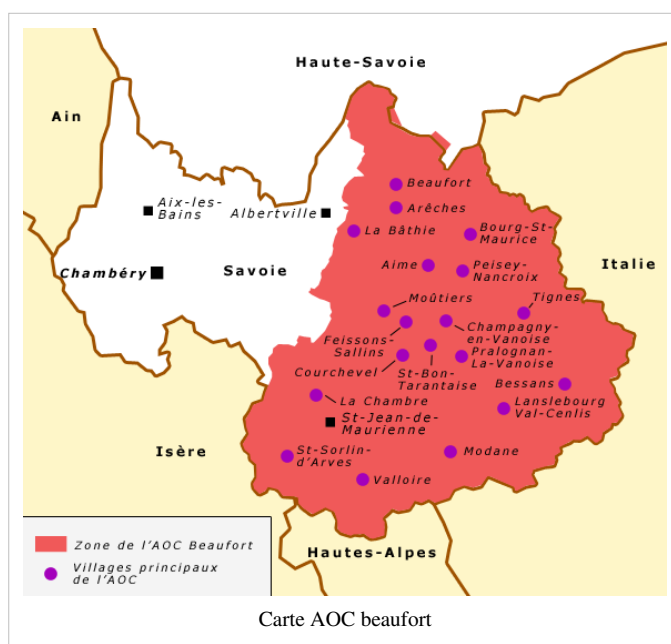 Haute-Savoie
Ain
Beaufort
Aix-les-
Bains
Albertville
Arêches
La Bâthie
Bourg-St-
Maurice
Chambéry
Savoie
Aime
Peisey-
Nancroix
Italie
Moûtiers
Tignes
Feissons-
Sallins
Champagny-
en-Vanoise
Courchevel
St-Bon-
Tarantaise
Pralognan-
La-Vanoise
Bessans
La Chambre
Lanslebourg
Val-Cenlis
St-Jean-de-
Maurienne
Isère
St-Sorlin-
d'Arves
Modane
Valloire
Hautes-Alpes
Zone de l'AOC Beaufort
Villages principaux
de l'AOC
Carte AOC beaufort